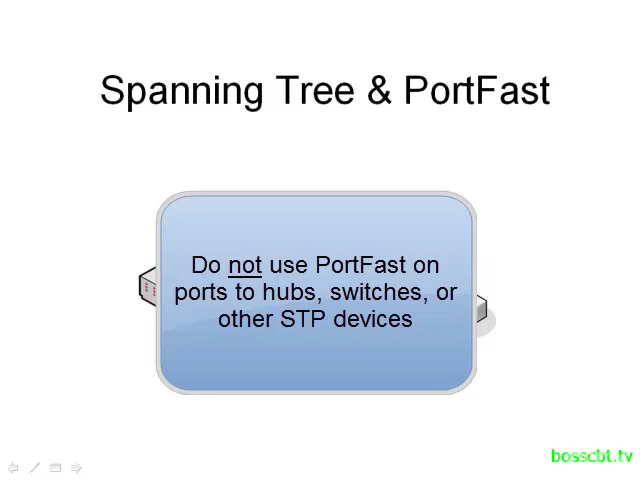 Spanning Tree & PortFast
Do not use PortFast on
ports to hubs, switches, or
other STP devices
bosscbt.tv